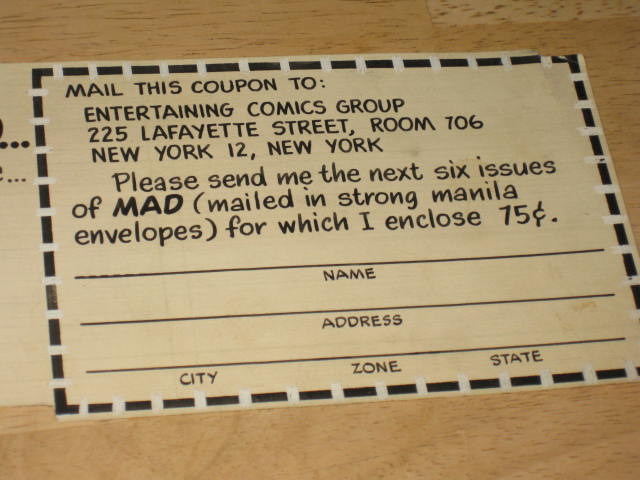 MAIL THIS COUPON TO:
ENTERTAINING COMICS GROUP
225 LAFAYETTE STREET, ROOM 706
NEW YORK 12, NEW YORK
Please send me the next six issues
of MAD (mailed in strong manila
envelopes) for which I enclose 75¢.
NAME
ADDRESS
CITY ZONE STATE